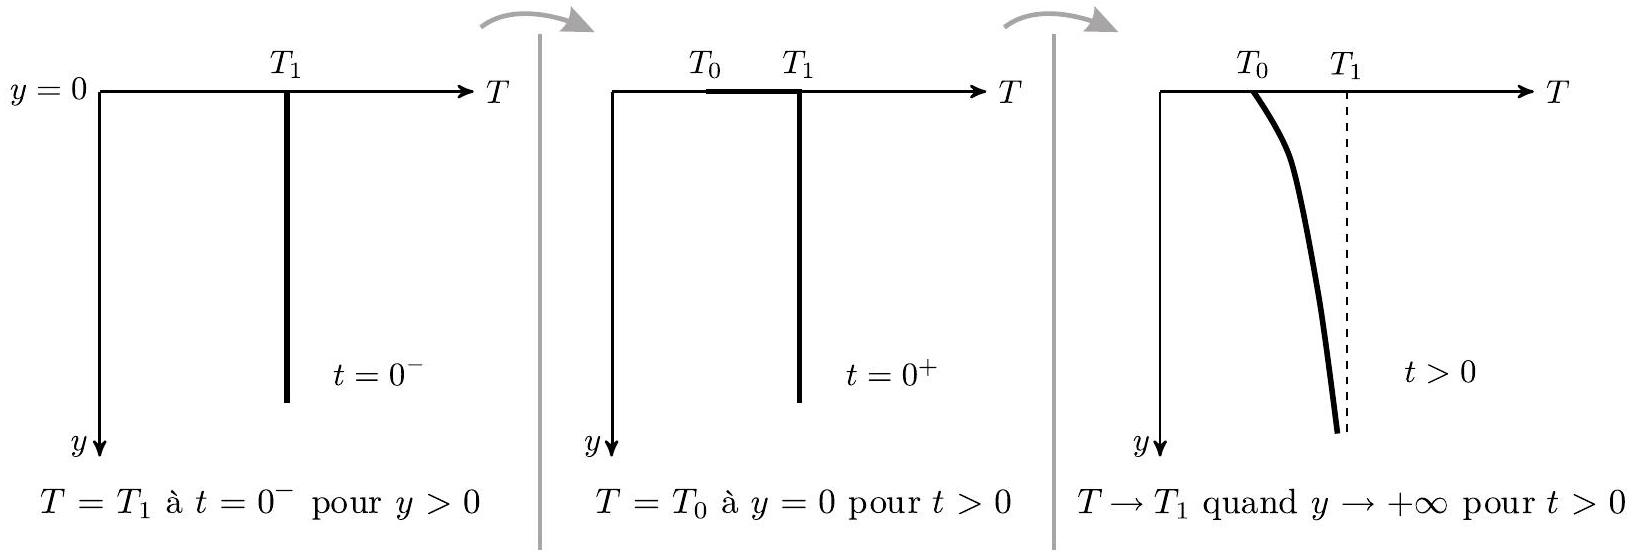 T₁
y = 0
T
t = 0⁻
y
T = T₁ à t = 0⁻ pour y > 0
T₀ T₁
T
t = 0⁺
y
T = T₀ à y = 0 pour t > 0
T₀ T₁
T
t > 0
y
T → T₁ quand y → +∞ pour t > 0